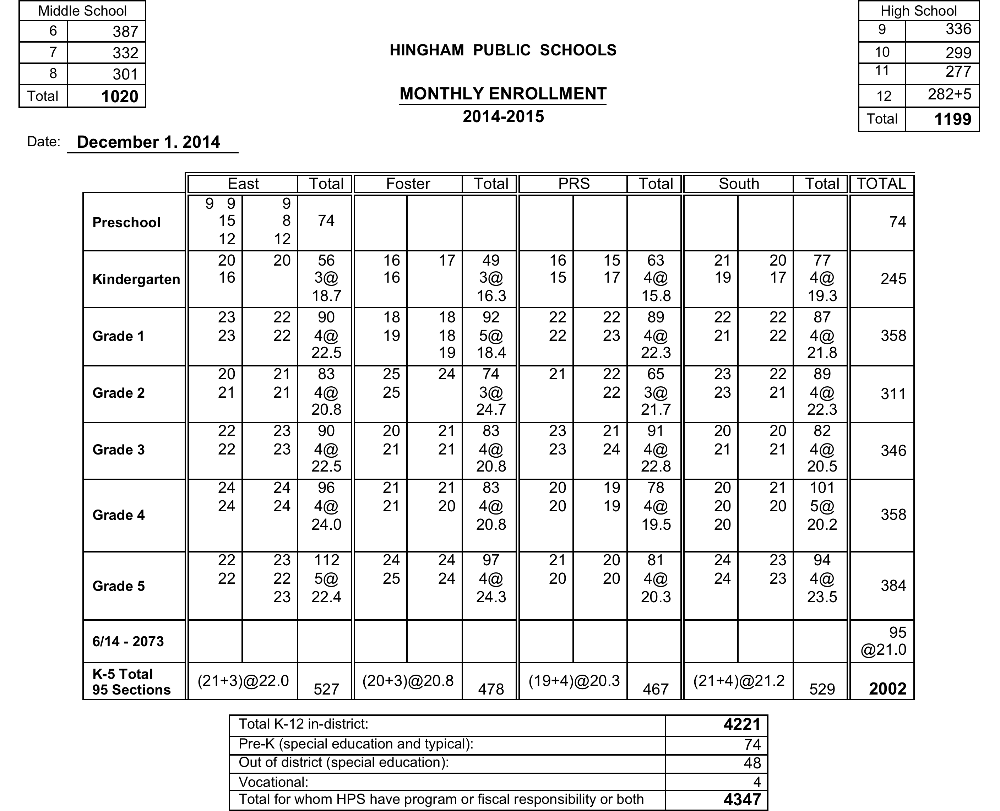 Middle School
6 387
7 332
8 301
Total 1020
High School
9 336
10 299
11 277
12 282+5
Total 1199
HINGHAM PUBLIC SCHOOLS
MONTHLY ENROLLMENT
2014-2015
Date: December 1. 2014
East Total Foster Total PRS Total South Total TOTAL
Preschool
9 9 9
15 8 74 74
12 12
Kindergarten
20 20 56 16 17 49 16 15 63 21 20 77
16 3@ 16 3@ 15 17 4@ 19 17 4@ 245
18.7 16.3 15.8 19.3
Grade 1
23 22 90 18 18 92 22 22 89 22 22 87
23 22 4@ 19 18 5@ 22 23 4@ 21 22 4@ 358
22.5 19 18.4 22.3 21.8
Grade 2
20 21 83 25 24 74 21 22 65 23 22 89
21 21 4@ 25 3@ 22 3@ 23 21 4@ 311
20.8 24.7 21.7 22.3
Grade 3
22 23 90 20 21 83 23 21 91 20 20 82
22 23 4@ 21 21 4@ 23 24 4@ 21 21 4@ 346
22.5 20.8 22.8 20.5
Grade 4
24 24 96 21 21 83 20 19 78 20 21 101
24 24 4@ 21 20 4@ 20 19 4@ 20 20 5@ 358
24.0 20.8 19.5 20 20.2
Grade 5
22 23 112 24 24 97 21 20 81 24 23 94
22 22 5@ 25 24 4@ 20 20 4@ 24 23 4@ 384
23 22.4 24.3 20.3 23.5
6/14 - 2073 95
@21.0
K-5 Total
95 Sections
(21+3)@22.0 527 (20+3)@20.8 478 (19+4)@20.3 467 (21+4)@21.2 529 2002
Total K-12 in-district: 4221
Pre-K (special education and typical): 74
Out of district (special education): 48
Vocational: 4
Total for whom HPS have program or fiscal responsibility or both 4347